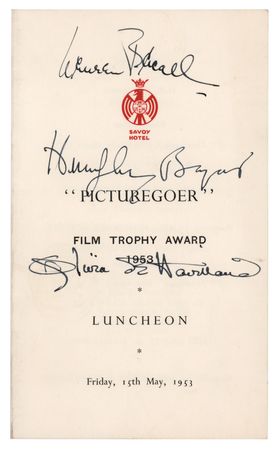 Lauren Bacall
SAVOY
HOTEL
Humphrey Bogart
"PICTUREGOER"
FILM TROPHY AWARD
1953
Olivia de Havilland
*
LUNCHEON
*
Friday, 15th May, 1953